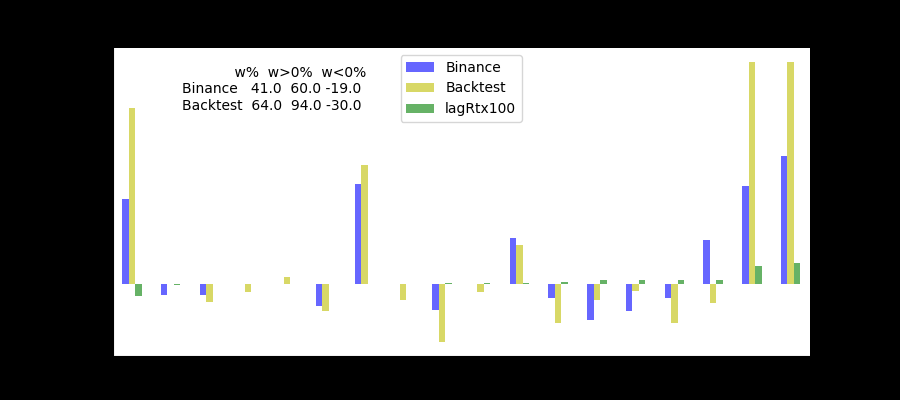 w%  w>0%  w<0%
Binance   41.0  60.0 -19.0
Backtest  64.0  94.0 -30.0
Binance
Backtest
lagRtx100